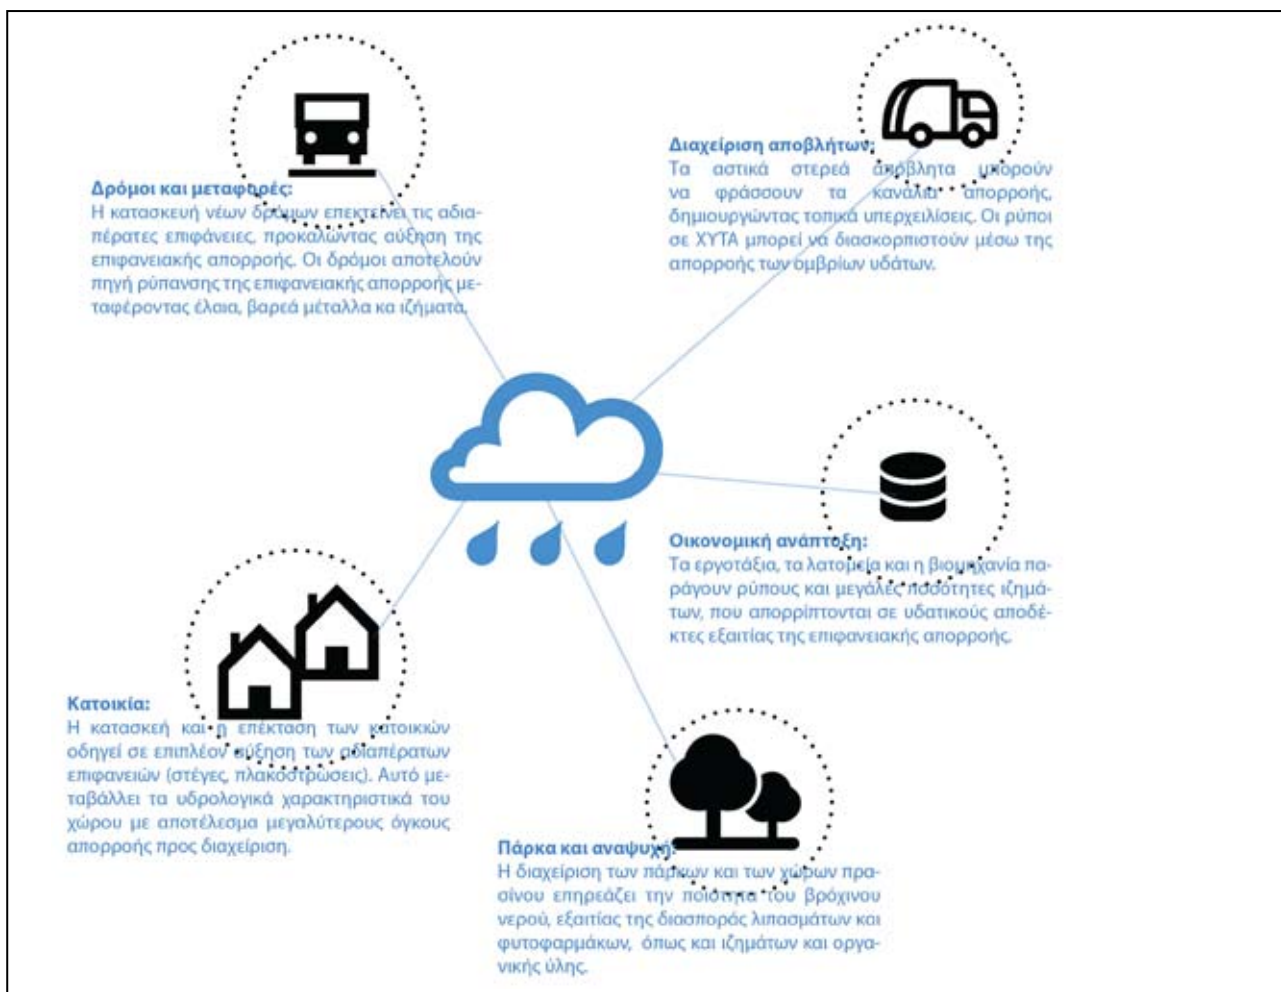 Δρόμοι και μεταφορές:
Η κατασκευή νέων δρόμων επεκτείνει τις αδια-
πέρατες επιφάνειες, προκαλώντας αύξηση της
επιφανειακής απορροής. Οι δρόμοι αποτελούν
πηγή ρύπανσης της επιφανειακής απορροής με-
ταφέροντας έλαια, βαρεά μέταλλα κα ιζήματα.
Διαχείριση αποβλήτων:
Τα αστικά στερεά απόβλητα μπορούν
να φράσσουν τα κανάλια απορροής,
δημιουργώντας τοπικά υπερχειλίσεις. Οι ρύποι
σε ΧΥΤΑ μπορεί να διασκορπιστούν μέσω της
απορροής των ομβρίων υδάτων.
Οικονομική ανάπτοξη:
Τα εργοτάξια, τα λατομεία και η βιομηχανία πα-
ράγουν ρύπους και μεγάλες ποσότητες ιζημά-
των, που απορρίπτονται σε υδατικούς αποδέ-
κτες εξαιτίας της επιφανειακής απορροής.
Κατοικία:
Η κατασκεή και η επέκταση των κατοικιών
οδηγεί σε επιπλέον αύξηση των αδιαπέρατων
επιφανειών (στέγες, πλακοστρώσεις). Αυτό με-
ταβάλλει τα υδρολογικά χαρακτηριστικά του
χώρου με αποτέλεσμα μεγαλύτερους όγκους
απορροής προς διαχείριση.
Πάρκα και αναψυχή:
Η διαχείριση των πάρκων και των χώρων πρα-
σίνου επηρεάζει την ποιότητα του βρόχινου
νερού, εξαιτίας της διασποράς λιπασμάτων και
φυτοφαρμάκων, όπως και ιζημάτων και οργα-
νικής ύλης.